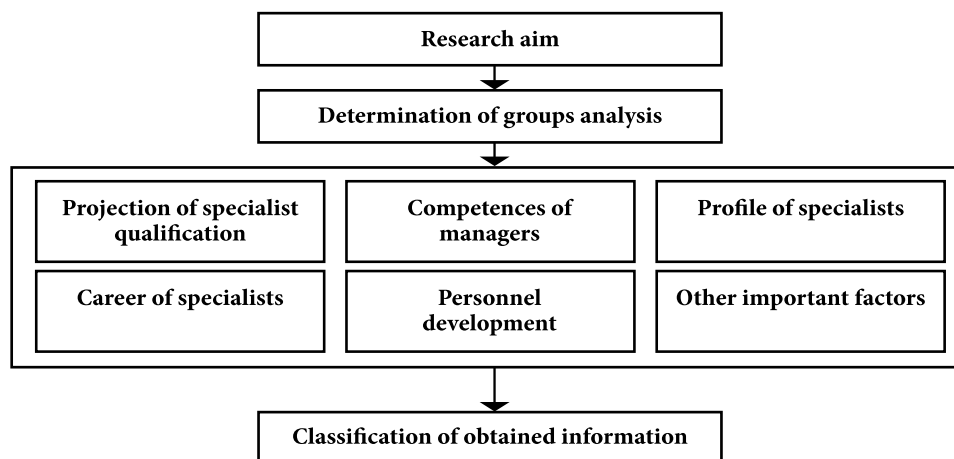 Research aim
Determination of groups analysis
Projection of specialist
qualification
Competences of
managers
Profile of specialists
Career of specialists
Personnel
development
Other important factors
Classification of obtained information